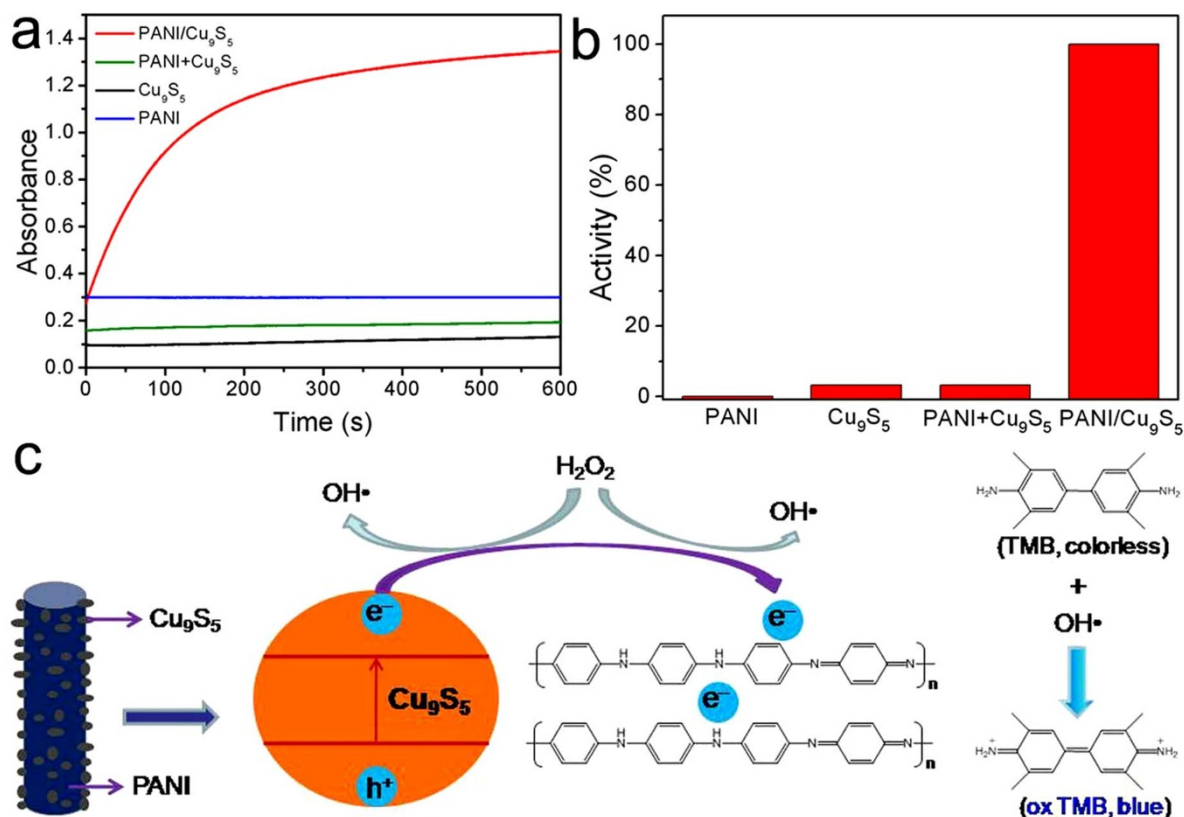 a
PANI/Cu₉S₅
PANI+Cu₉S₅
Cu₉S₅
PANI
1.4
1.2
1.0
0.8
0.6
0.4
0.2
0.0
Absorbance
0 100 200 300 400 500 600
Time (s)
b
100
80
60
40
20
0
Activity (%)
PANI Cu₉S₅ PANI+Cu₉S₅ PANI/Cu₉S₅
c
H₂O₂
OH•
OH•
Cu₉S₅
PANI
e⁻
Cu₉S₅
h⁺
e⁻
N H N H N N n
e⁻
N H N H N N n
H₂N NH₂
(TMB, colorless)
+
OH•
H₂N⁺ NH₂⁺
(ox TMB, blue)